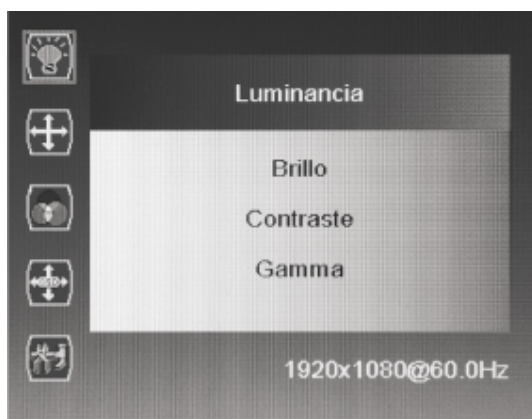 Luminancia
Brillo
Contraste
Gamma
1920x1080@60.0Hz